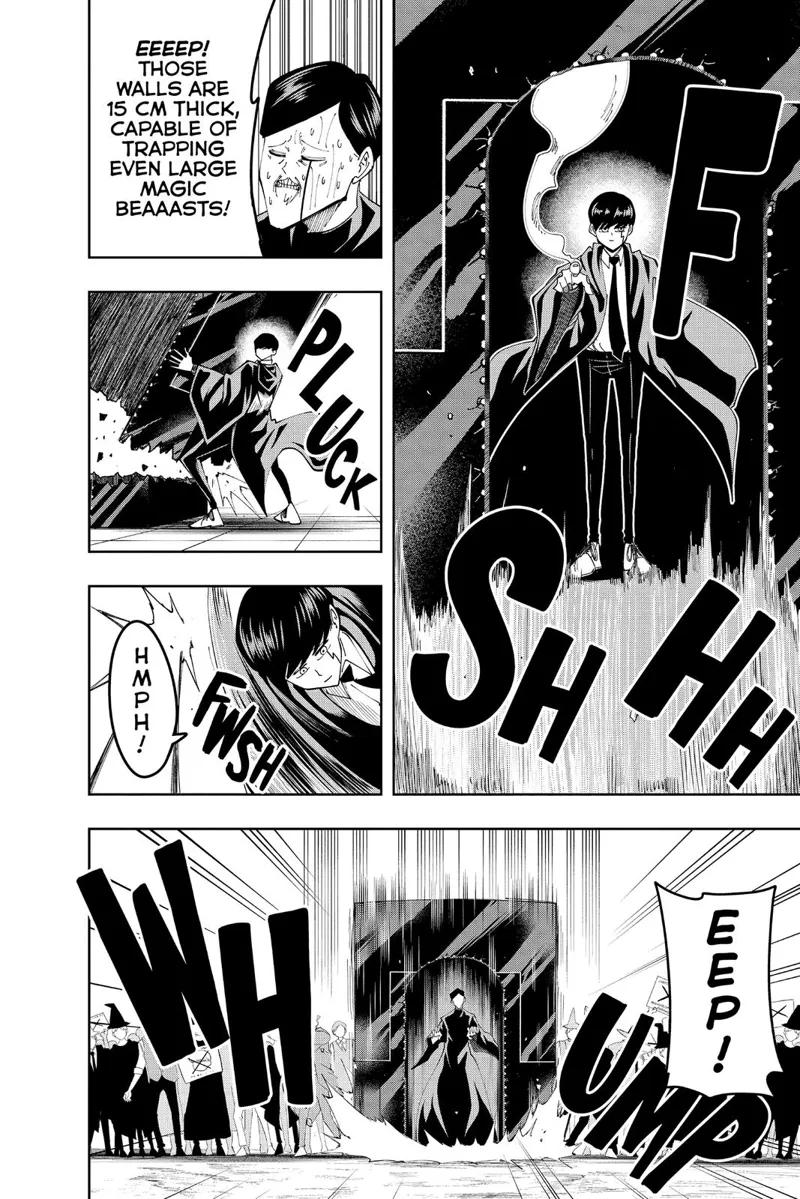 F
SH
HH
EEEEP!
THOSE
WALLS ARE
15 CM THICK,
CAPABLE OF
TRAPPING
EVEN LARGE
MAGIC
BEAAASTS!
PLUCK
FWSH
HMPH!
EEP!
WH
UMP